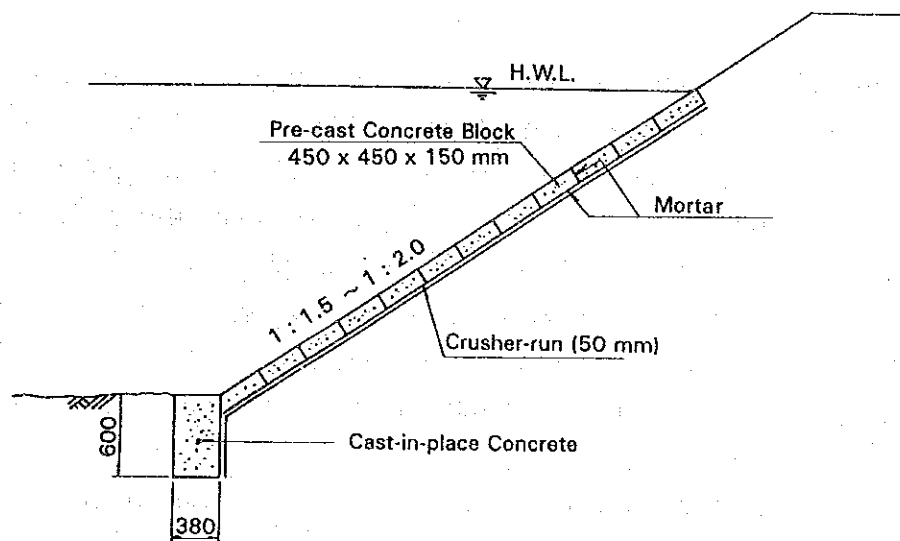 H.W.L.
Pre-cast Concrete Block
450 x 450 x 150 mm
Mortar
1 : 1.5 ~ 1 : 2.0
Crusher-run (50 mm)
600
Cast-in-place Concrete
380